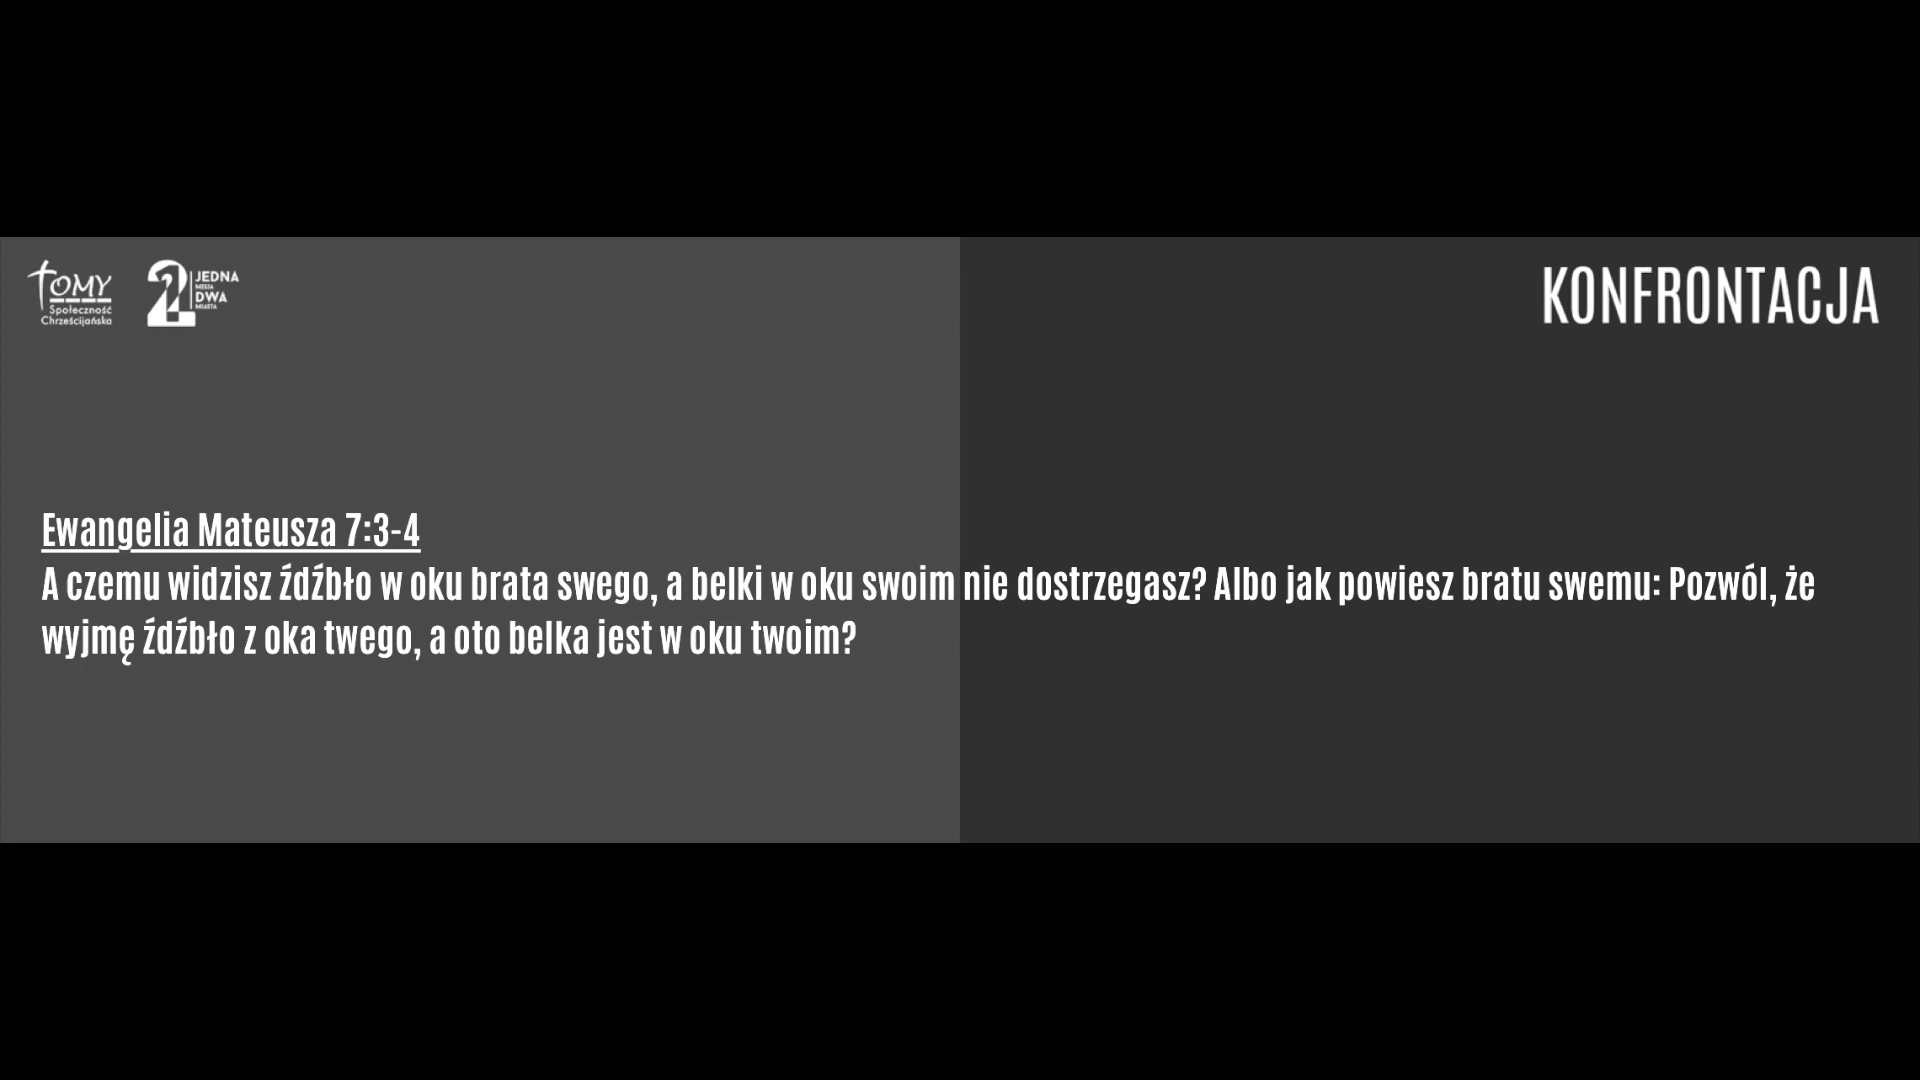 tOMY
Społeczność
Chrześcijańska
2
JEDNA
MISJA
DWA
MIASTA
KONFRONTACJA
Ewangelia Mateusza 7:3-4
A czemu widzisz źdźbło w oku brata swego, a belki w oku swoim nie dostrzegasz? Albo jak powiesz bratu swemu: Pozwól, że
wyjmę źdźbło z oka twego, a oto belka jest w oku twoim?